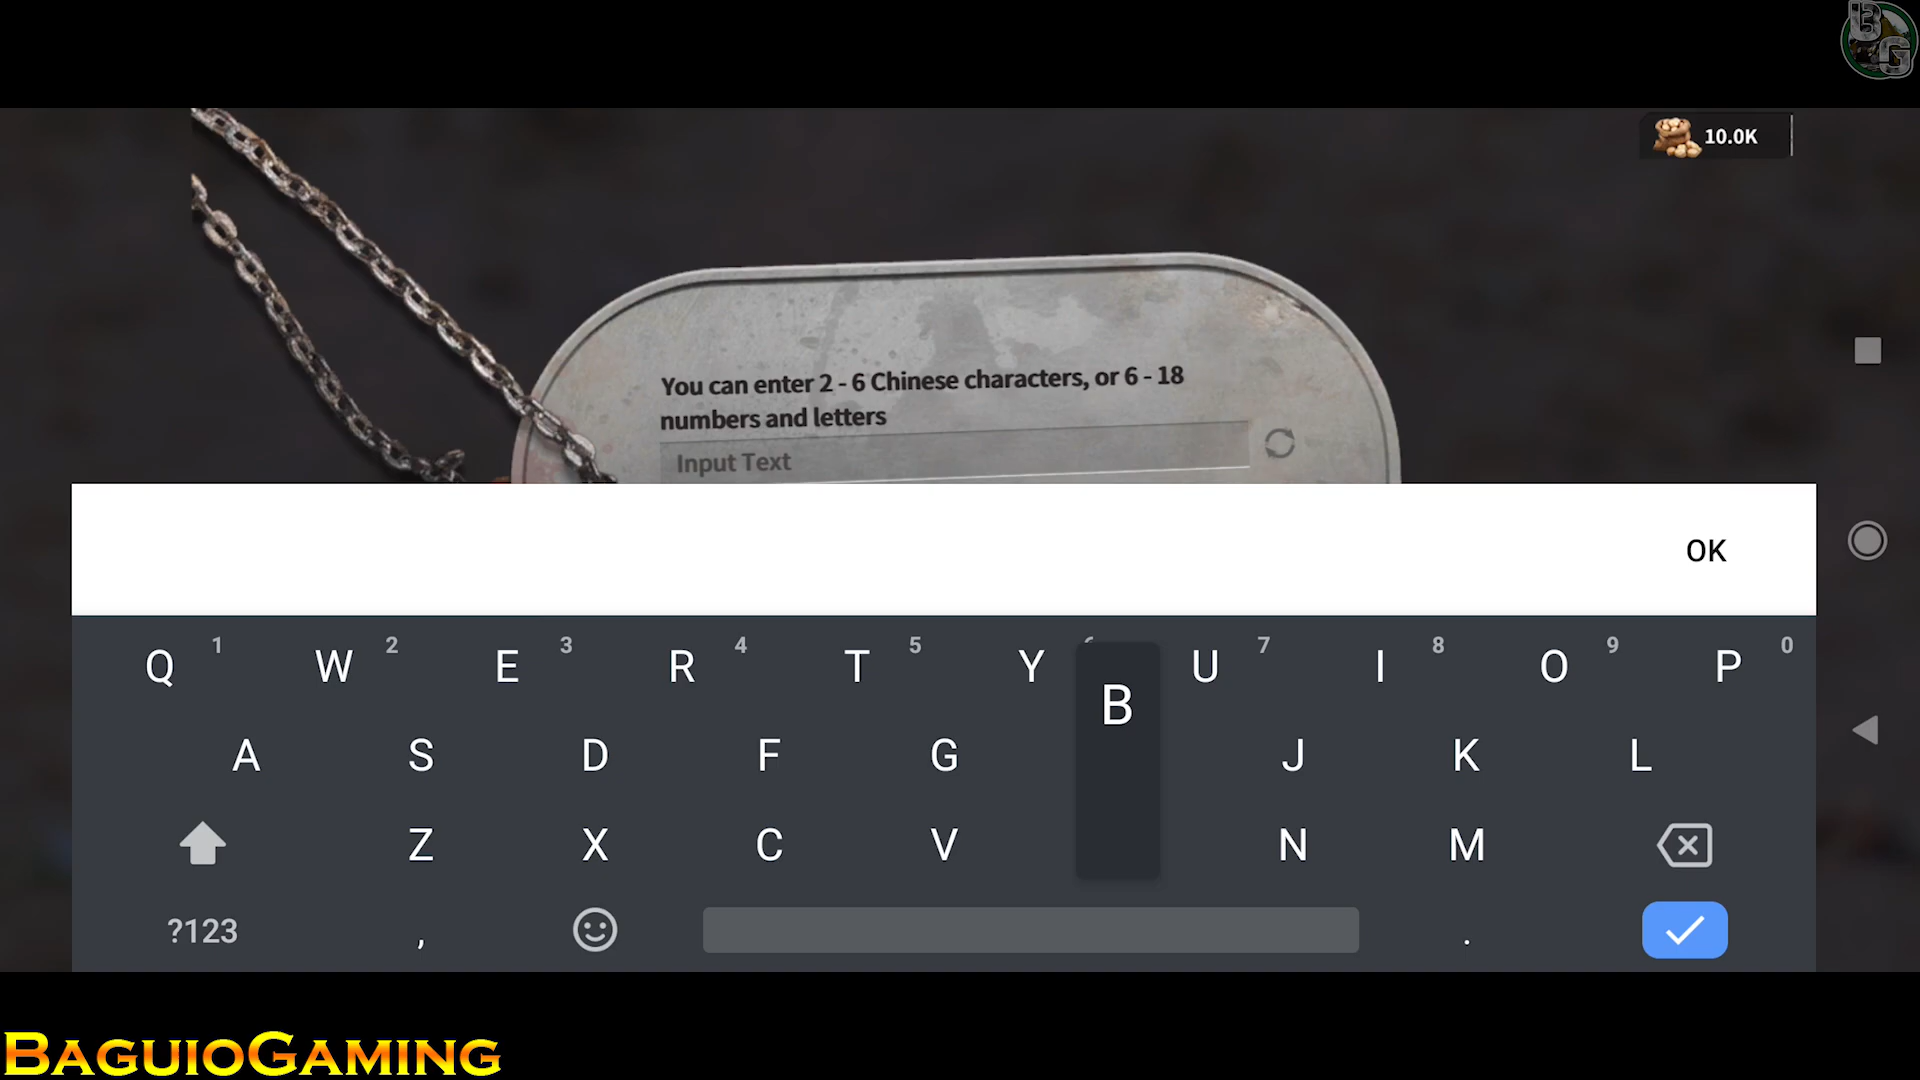 BG
10.0K
You can enter 2 - 6 Chinese characters, or 6 - 18
numbers and letters
Input Text
OK
Q 1 W 2 E 3 R 4 T 5 Y U 7 I 8 O 9 P 0
B
A S D F G J K L
Z X C V N M
?123 , .
BAGUIOGAMING